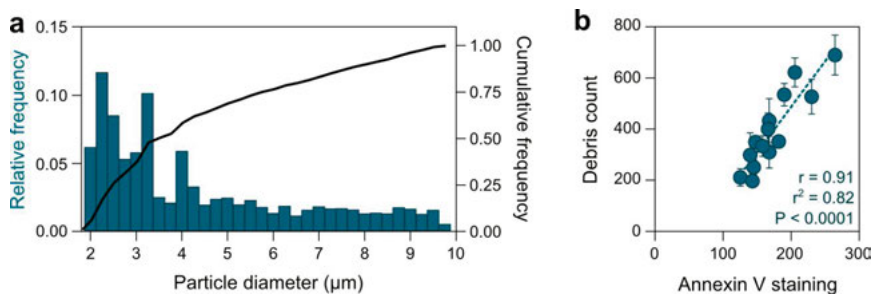 a
Relative frequency
0.15
0.10
0.05
0.00
2 3 4 5 6 7 8 9 10
Particle diameter (µm)
1.00
0.75
0.50
0.25
0.00
Cumulative frequency
b
Debris count
800
600
400
200
0
0 100 200 300
Annexin V staining
r = 0.91
r² = 0.82
P < 0.0001